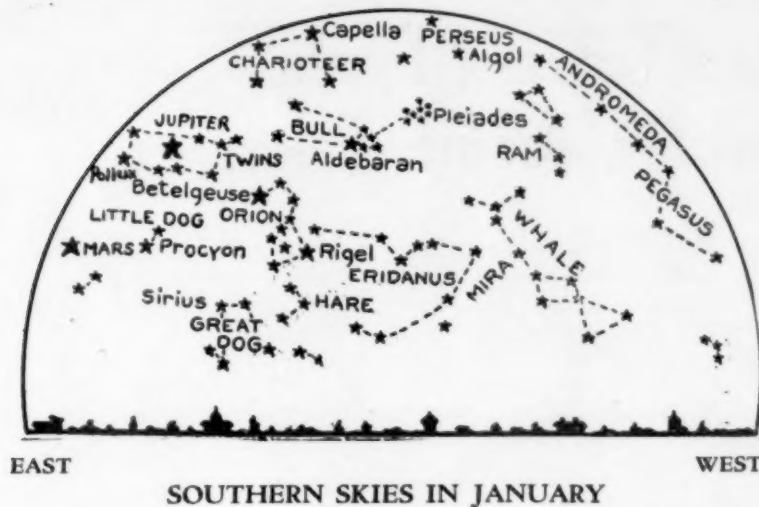 Capella
PERSEUS
CHARIOTEER
Algol
ANDROMEDA
JUPITER
BULL
Pleiades
TWINS
Aldebaran
RAM
Pollux
Betelgeuse
PEGASUS
LITTLE DOG
ORION
WHALE
MARS
Procyon
Rigel
ERIDANUS
MIRA
Sirius
HARE
GREAT
DOG
EAST
WEST
SOUTHERN SKIES IN JANUARY